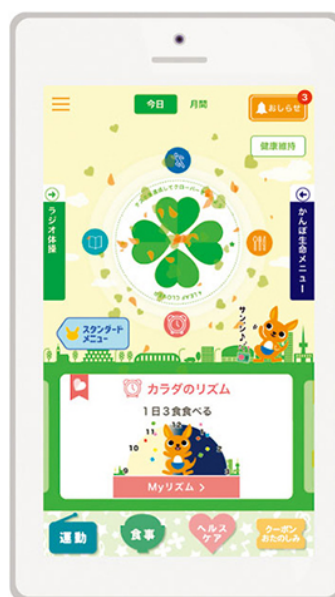 今日
月間
おしらせ
3
健康維持
ラジオ体操
かんぽ生命メニュー
スタンダード
メニュー
サンジ♪
カラダのリズム
1日3食食べる
12
11
10
9
Myリズム
運動
食事
ヘルス
ケア
クーポン
おたのしみ